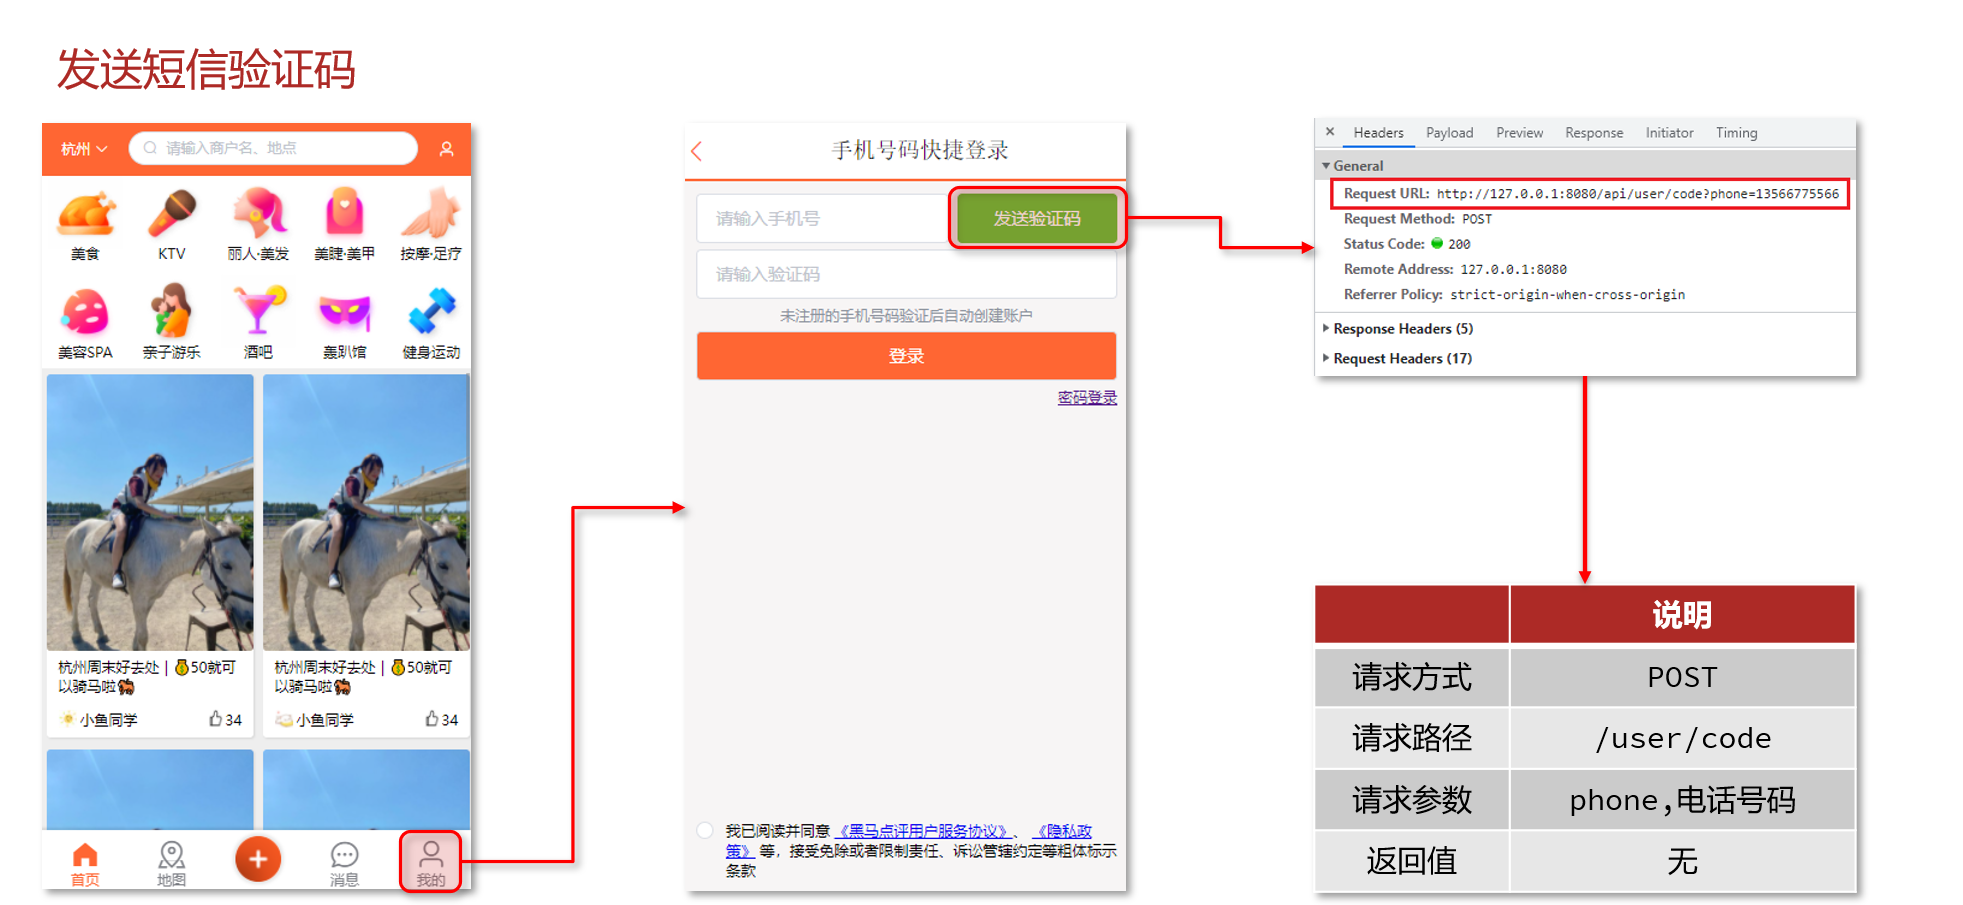 发送短信验证码
杭州
请输入商户名、地点
美食
KTV
丽人·美发
美睫·美甲
按摩·足疗
美容SPA
亲子游乐
酒吧
轰趴馆
健身运动
杭州周末好去处 | 💰50就可
以骑马啦🐎
小鱼同学
34
杭州周末好去处 | 💰50就可
以骑马啦🐎
小鱼同学
34
首页
地图
+
消息
我的
手机号码快捷登录
请输入手机号
发送验证码
请输入验证码
未注册的手机号码验证后自动创建账户
登录
密码登录
我已阅读并同意 《黑马点评用户服务协议》、 《隐私政
策》 等，接受免除或者限制责任、诉讼管辖约定等粗体标示
条款
× Headers Payload Preview Response Initiator Timing
General
Request URL: http://127.0.0.1:8080/api/user/code?phone=13566775566
Request Method: POST
Status Code: 200
Remote Address: 127.0.0.1:8080
Referrer Policy: strict-origin-when-cross-origin
Response Headers (5)
Request Headers (17)
说明
请求方式 POST
请求路径 /user/code
请求参数 phone,电话号码
返回值 无